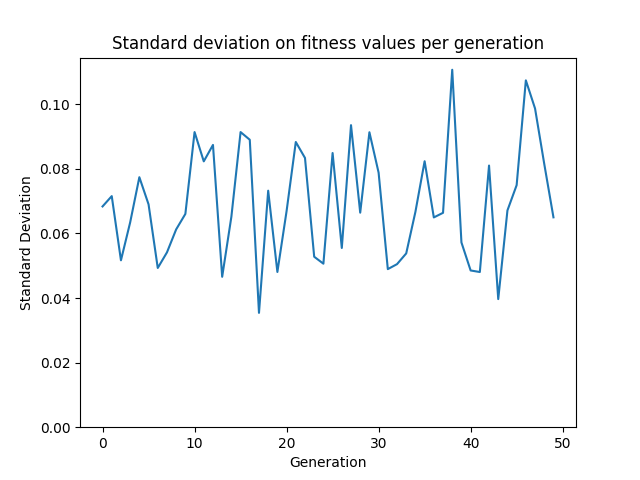 Standard deviation on fitness values per generation
Standard Deviation
0.10
0.08
0.06
0.04
0.02
0.00
0 10 20 30 40 50
Generation